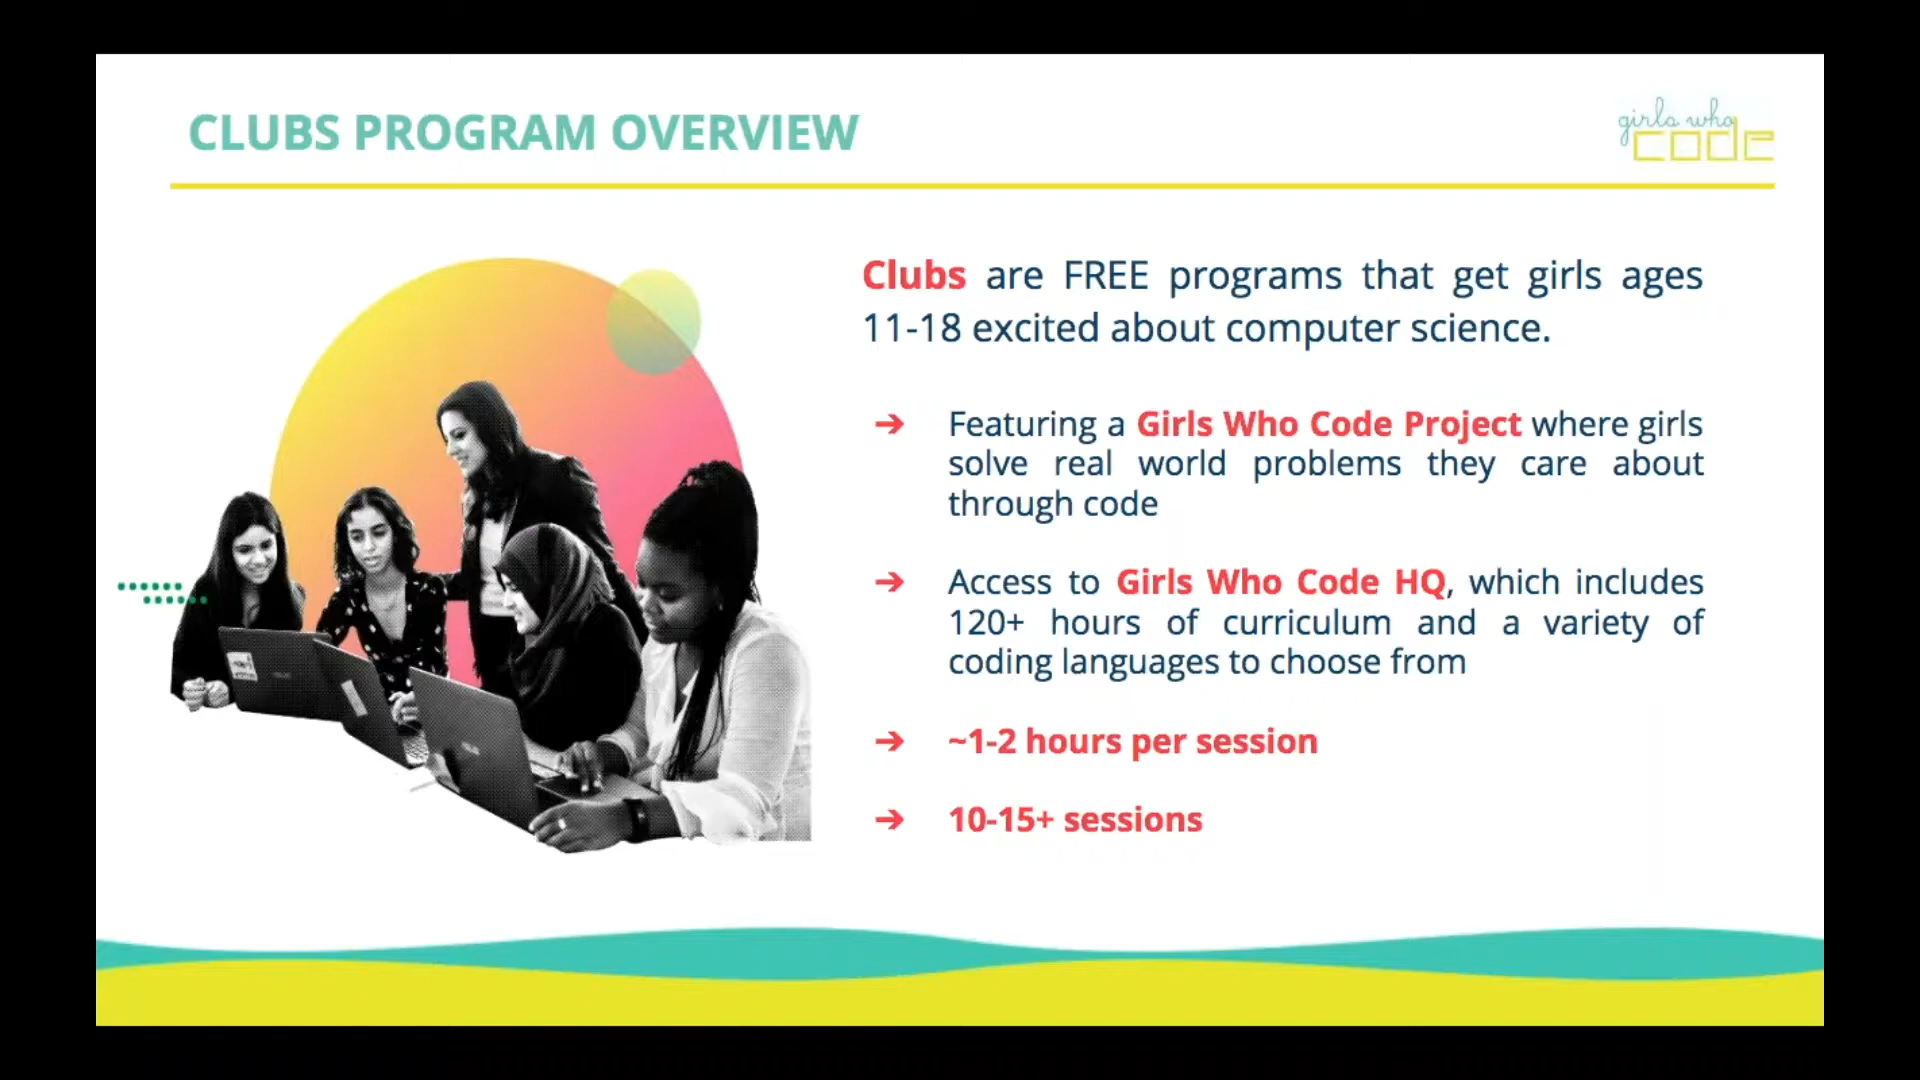 CLUBS PROGRAM OVERVIEW
girls who
code
Clubs are FREE programs that get girls ages
11-18 excited about computer science.
➔ Featuring a Girls Who Code Project where girls
solve real world problems they care about
through code
➔ Access to Girls Who Code HQ, which includes
120+ hours of curriculum and a variety of
coding languages to choose from
➔ ~1-2 hours per session
➔ 10-15+ sessions